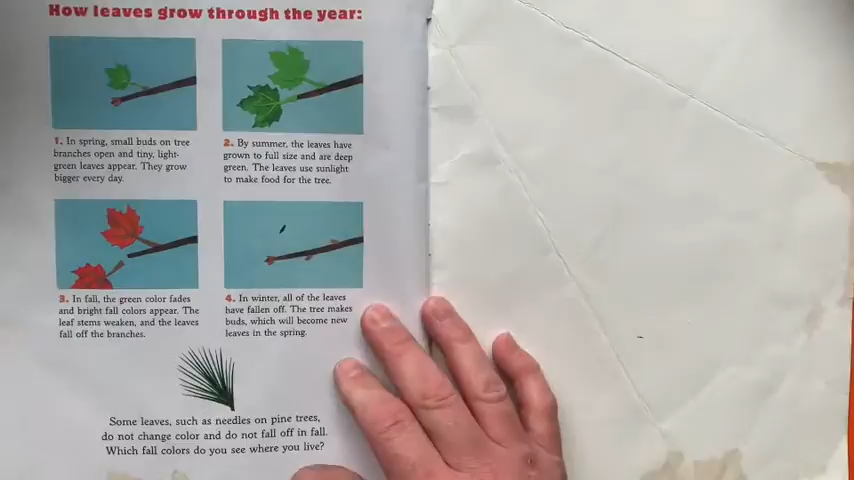 How leaves grow through the year:
1. In spring, small buds on tree
branches open and tiny, light-
green leaves appear. They grow
bigger every day.
2. By summer, the leaves have
grown to full size and are deep
green. The leaves use sunlight
to make food for the tree.
3. In fall, the green color fades
and bright fall colors appear. The
leaf stems weaken, and the leaves
fall off the branches.
4. In winter, all of the leaves
have fallen off. The tree makes
buds, which will become new
leaves in the spring.
Some leaves, such as needles on pine trees,
do not change color and do not fall off in fall.
Which fall colors do you see where you live?